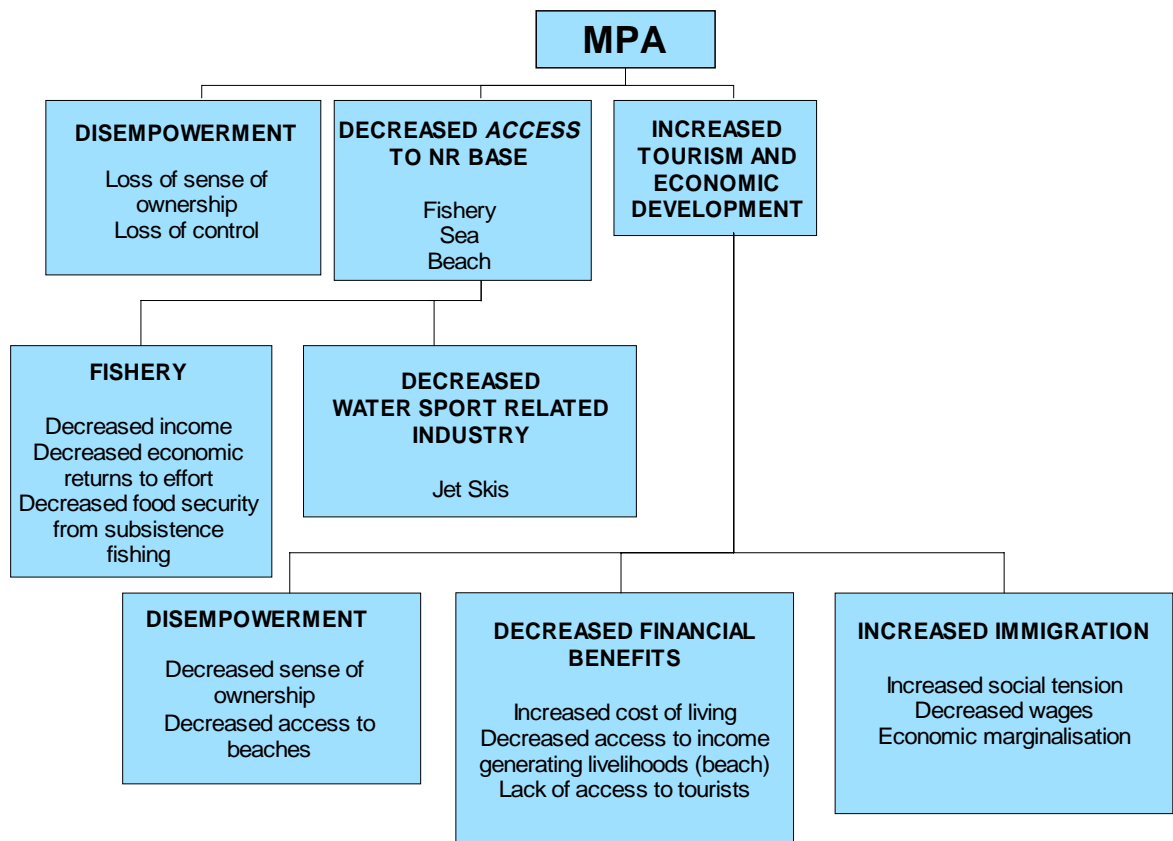 MPA
DISEMPOWERMENT
Loss of sense of
ownership
Loss of control
DECREASED ACCESS
TO NR BASE
Fishery
Sea
Beach
INCREASED
TOURISM AND
ECONOMIC
DEVELOPMENT
FISHERY
Decreased income
Decreased economic
returns to effort
Decreased food security
from subsistence
fishing
DECREASED
WATER SPORT RELATED
INDUSTRY
Jet Skis
DISEMPOWERMENT
Decreased sense of
ownership
Decreased access to
beaches
DECREASED FINANCIAL
BENEFITS
Increased cost of living
Decreased access to income
generating livelihoods (beach)
Lack of access to tourists
INCREASED IMMIGRATION
Increased social tension
Decreased wages
Economic marginalisation